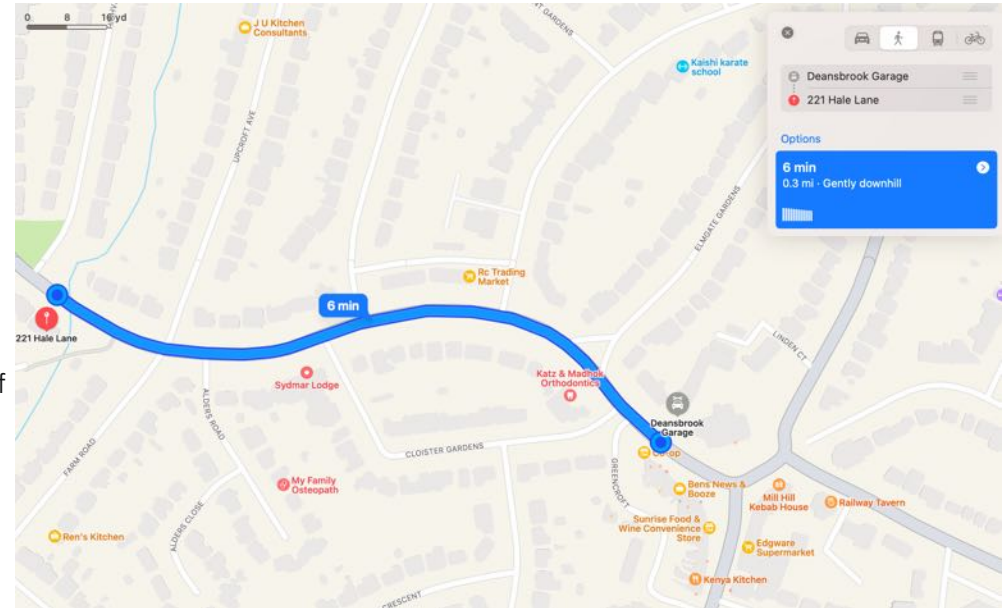 0 8 16 yd
J U Kitchen
Consultants
NT GARDENS
Kaishi karate
school
Deansbrook Garage
221 Hale Lane
Options
6 min
0.3 mi · Gently downhill
UPCROFT AVE
ELMGATE GARDENS
Rc Trading
Market
6 min
221 Hale Lane
Sydmar Lodge
Katz & Madhok
Orthodontics
LINDEN CT
Deansbrook
Garage
f
ALDERS ROAD
CLOISTER GARDENS
FARM ROAD
GREENCROFT
My Family
Osteopath
Bens News &
Booze
Mill Hill
Kebab House
Railway Tavern
ALDERS CLOSE
Sunrise Food &
Wine Convenience
Store
Ren's Kitchen
Edgware
Supermarket
Kenya Kitchen
CRESCENT